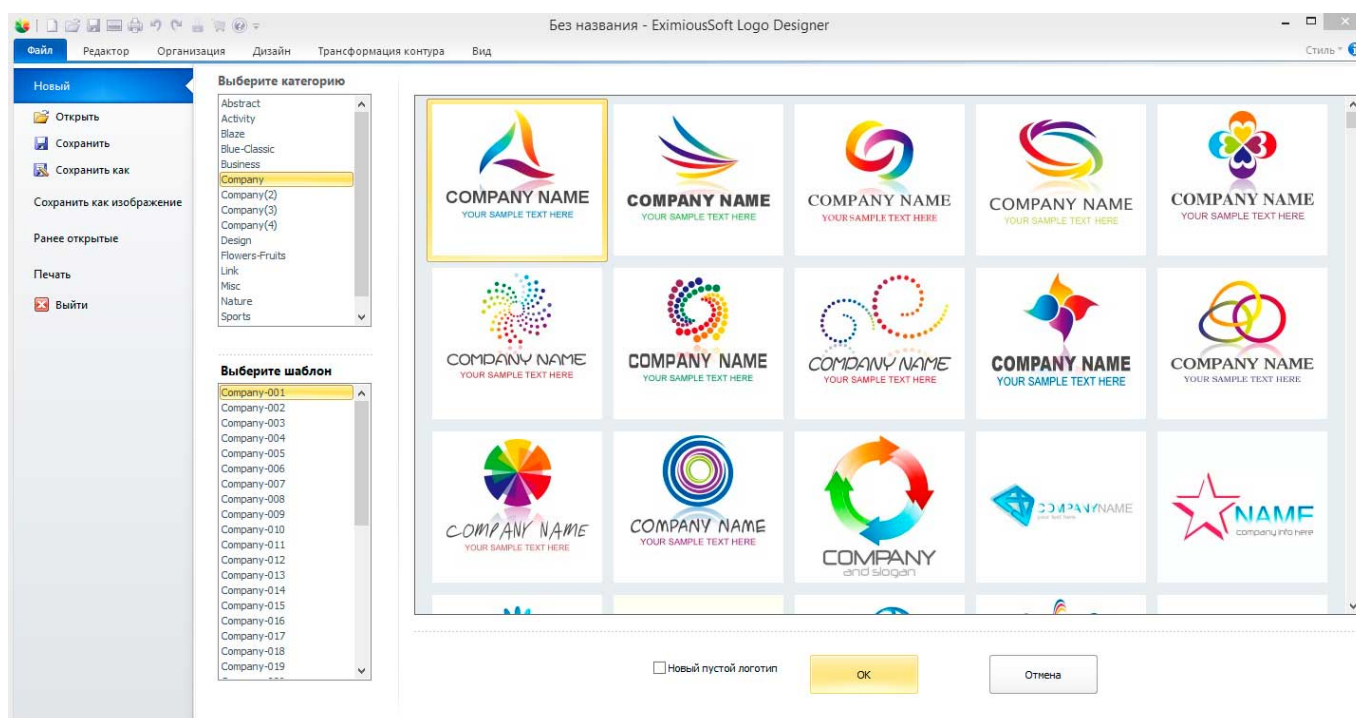 Без названия - EximiousSoft Logo Designer
Файл Редактор Организация Дизайн Трансформация контура Вид Стиль
Новый
Открыть
Сохранить
Сохранить как
Сохранить как изображение
Ранее открытые
Печать
Выйти
Выберите категорию
Abstract
Activity
Blaze
Blue-Classic
Business
Company
Company(2)
Company(3)
Company(4)
Design
Flowers-Fruits
Link
Misc
Nature
Sports
Выберите шаблон
Company-001
Company-002
Company-003
Company-004
Company-005
Company-006
Company-007
Company-008
Company-009
Company-010
Company-011
Company-012
Company-013
Company-014
Company-015
Company-016
Company-017
Company-018
Company-019
COMPANY NAME
YOUR SAMPLE TEXT HERE
COMPANY NAME
YOUR SAMPLE TEXT HERE
COMPANY NAME
YOUR SAMPLE TEXT HERE
COMPANY NAME
YOUR SAMPLE TEXT HERE
COMPANY NAME
YOUR SAMPLE TEXT HERE
COMPANY NAME
YOUR SAMPLE TEXT HERE
COMPANY NAME
YOUR SAMPLE TEXT HERE
COMPANY NAME
YOUR SAMPLE TEXT HERE
COMPANY NAME
YOUR SAMPLE TEXT HERE
COMPANY NAME
YOUR SAMPLE TEXT HERE
COMPANY NAME
YOUR SAMPLE TEXT HERE
COMPANY NAME
YOUR SAMPLE TEXT HERE
COMPANY
and slogan
COMPANYNAME
your text here
NAME
company info here
Новый пустой логотип
OK
Отмена